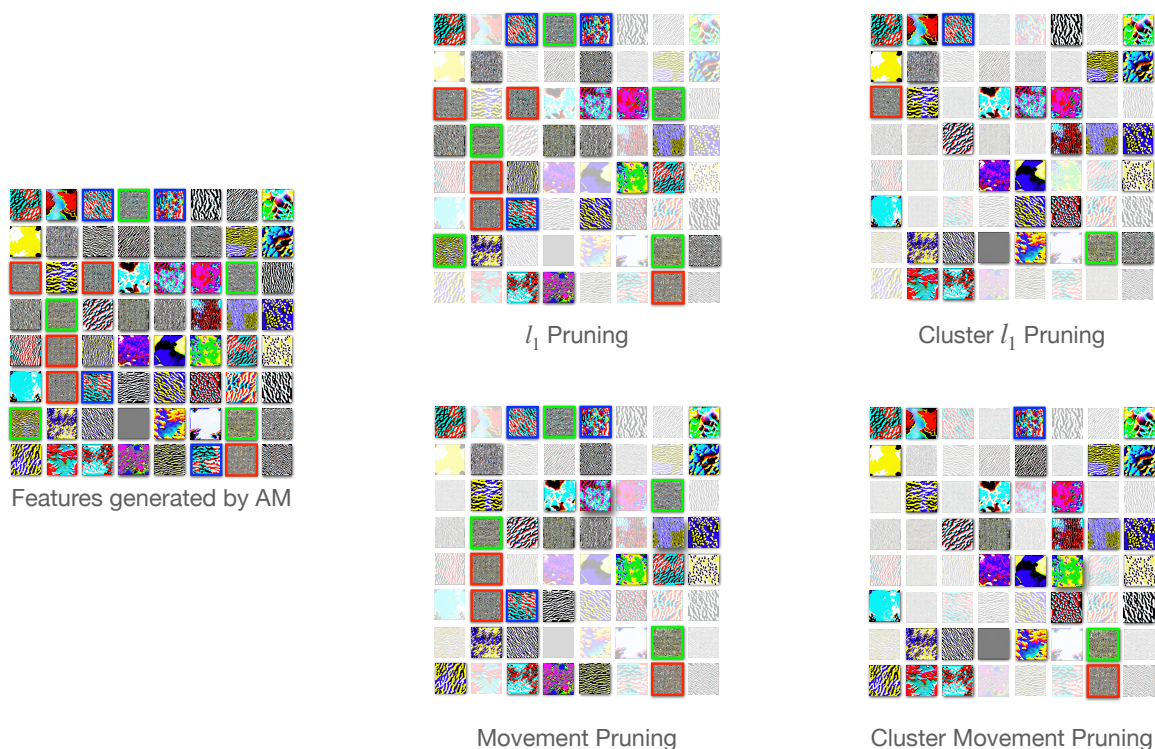 l₁ Pruning
Cluster l₁ Pruning
Features generated by AM
Movement Pruning
Cluster Movement Pruning